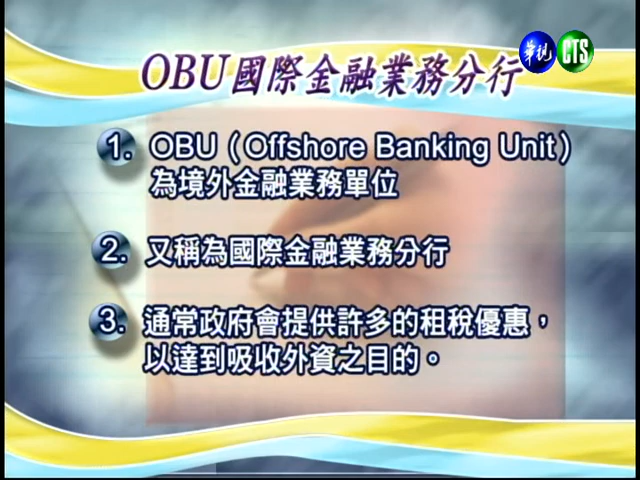 華視 CTS
OBU國際金融業務分行
1. OBU（Offshore Banking Unit）
為境外金融業務單位
2. 又稱為國際金融業務分行
3. 通常政府會提供許多的租稅優惠，
以達到吸收外資之目的。